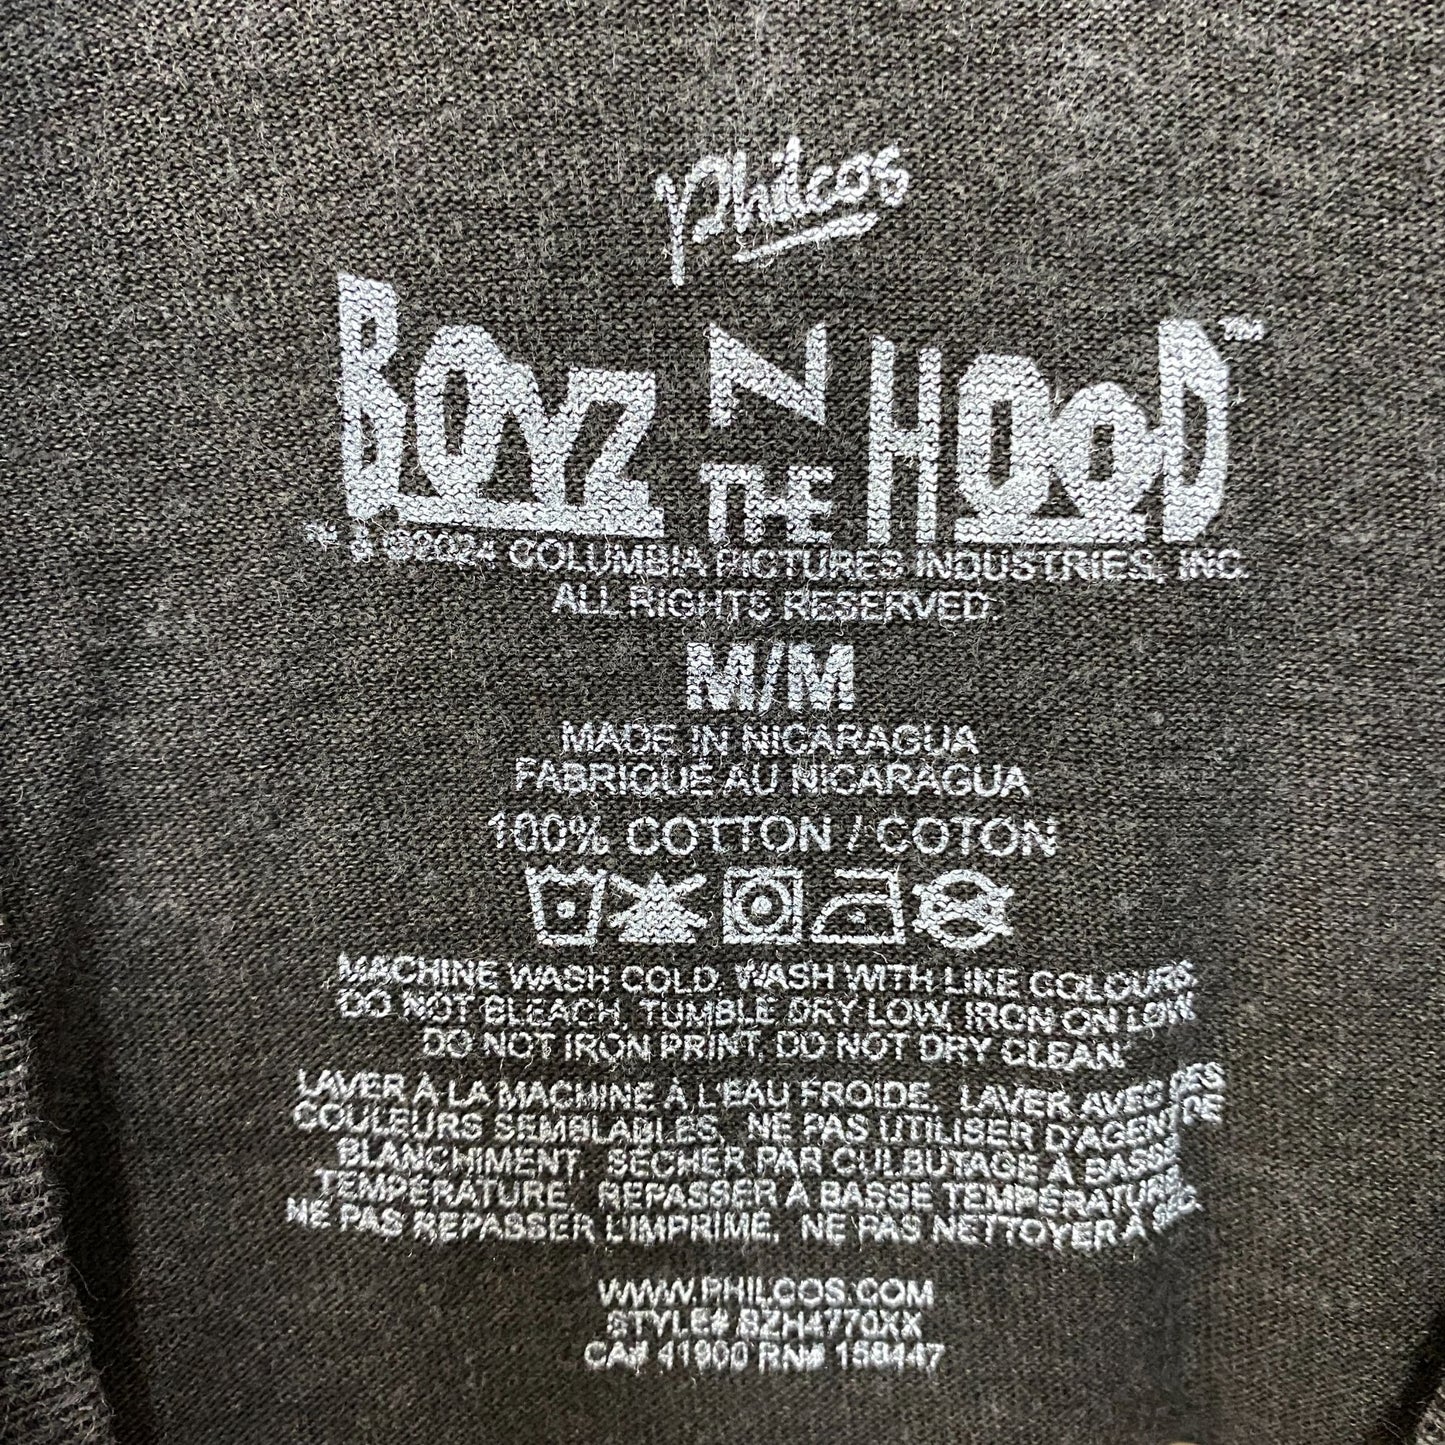 Philcos
BOYZ N THE HOOD™
™ & ©2024 COLUMBIA PICTURES INDUSTRIES, INC.
ALL RIGHTS RESERVED.
M/M
MADE IN NICARAGUA
FABRIQUE AU NICARAGUA
100% COTTON / COTON
MACHINE WASH COLD, WASH WITH LIKE COLOURS
DO NOT BLEACH, TUMBLE DRY LOW, IRON ON LOW
DO NOT IRON PRINT, DO NOT DRY CLEAN.
LAVER À LA MACHINE À L'EAU FROIDE, LAVER AVEC DES
COULEURS SEMBLABLES, NE PAS UTILISER D'AGENT DE
BLANCHIMENT, SÉCHER PAR CULBUTAGE À BASSE
TEMPÉRATURE, REPASSER À BASSE TEMPÉRATURE,
NE PAS REPASSER L'IMPRIMÉ, NE PAS NETTOYER À SEC.
WWW.PHILCOS.COM
STYLE# BZH4770XX
CA# 41900 RN# 158447